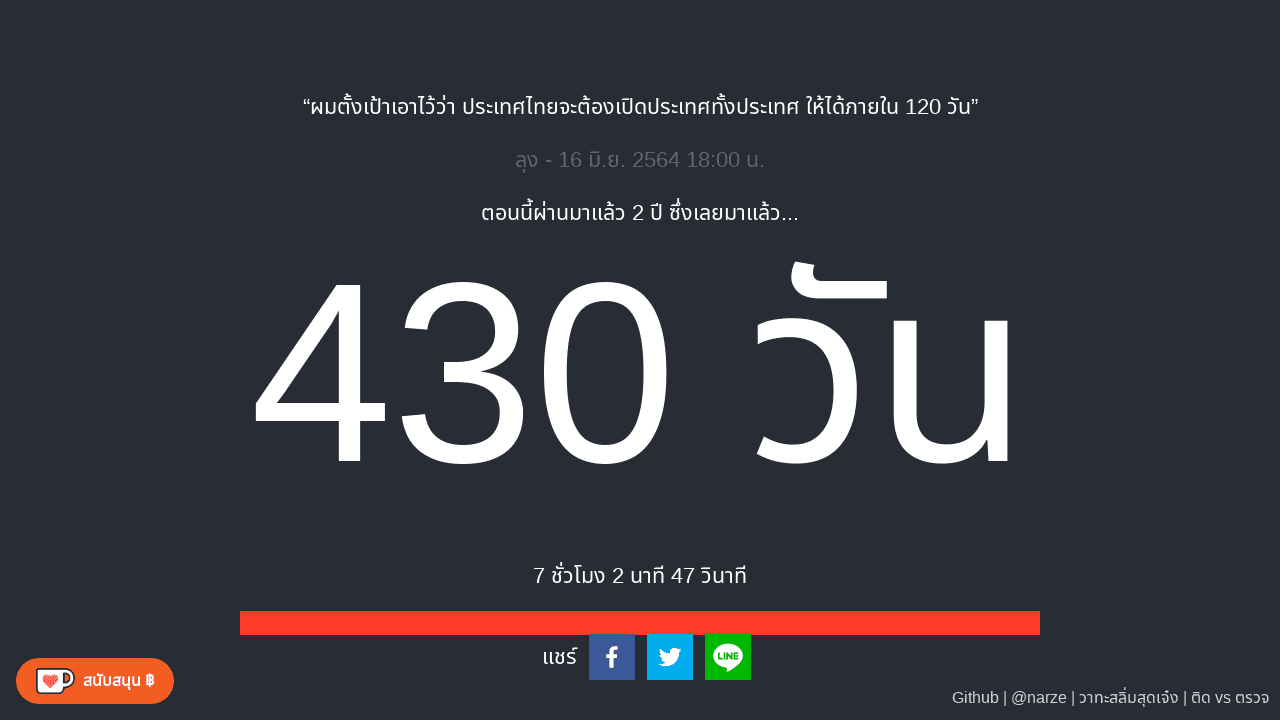 “ผมตั้งเป้าเอาไว้ว่า ประเทศไทยจะต้องเปิดประเทศทั้งประเทศ ให้ได้ภายใน 120 วัน”
ลุง - 16 มิ.ย. 2564 18:00 น.
ตอนนี้ผ่านมาแล้ว 2 ปี ซึ่งเลยมาแล้ว...
430 วัน
7 ชั่วโมง 2 นาที 47 วินาที
แชร์
LINE
สนับสนุน ฿
Github | @narze | วาทะสลิ่มสุดเจ๋ง | ติด vs ตรวจ